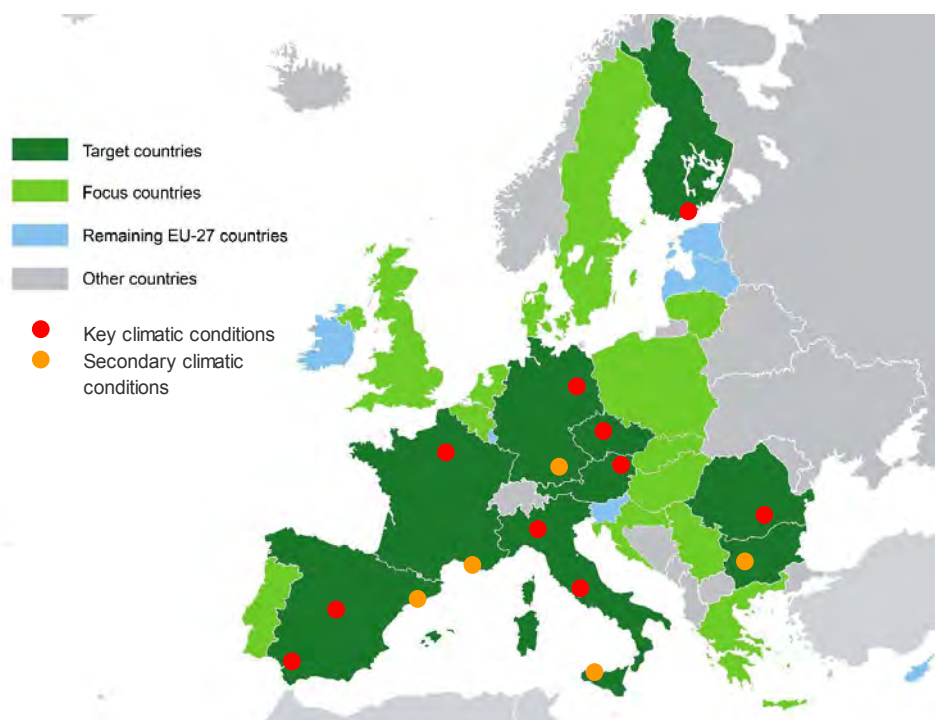 Target countries
Focus countries
Remaining EU-27 countries
Other countries
Key climatic conditions
Secondary climatic
conditions